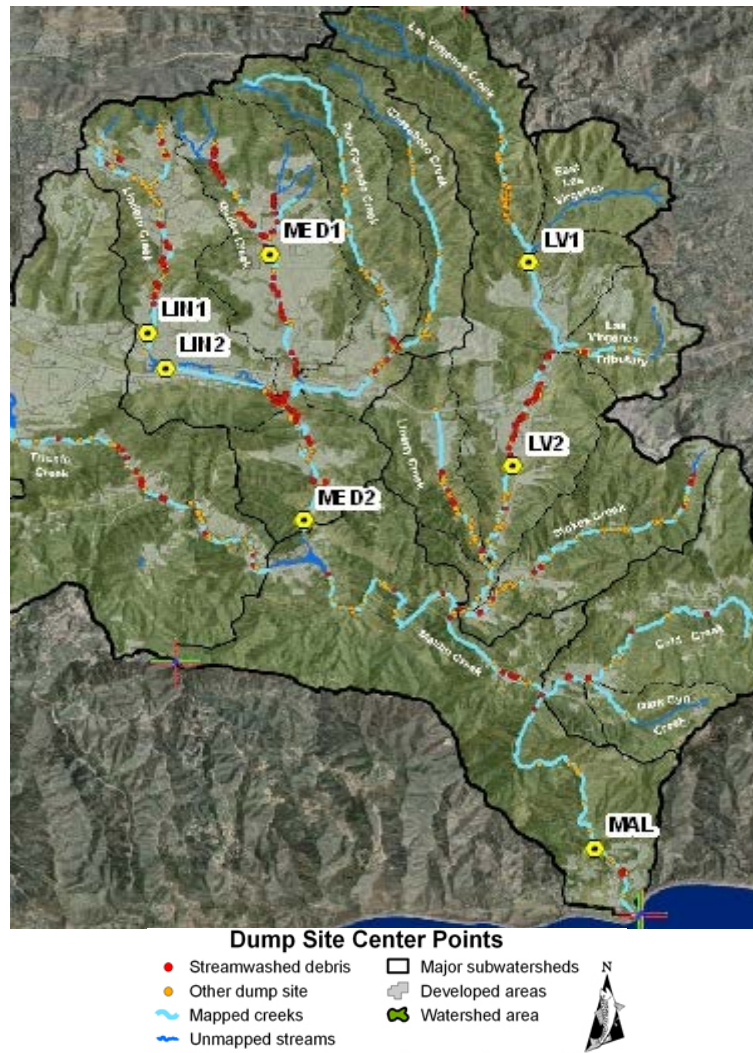 Las Virgenes Creek
Cheseboro Creek
Palo Comado Creek
East Las
Virgenes
Lindero Creek
Medea Creek
MED1
LV1
LIN1
LIN2
Las
Virgenes
Tributary
Liberty Creek
LV2
Triunfo
Creek
MED2
Stokes Creek
Malibu Creek
Cold Creek
Dark Cyn
Creek
MAL
Dump Site Center Points
Streamwashed debris
Other dump site
Mapped creeks
Unmapped streams
Major subwatersheds
Developed areas
Watershed area
N